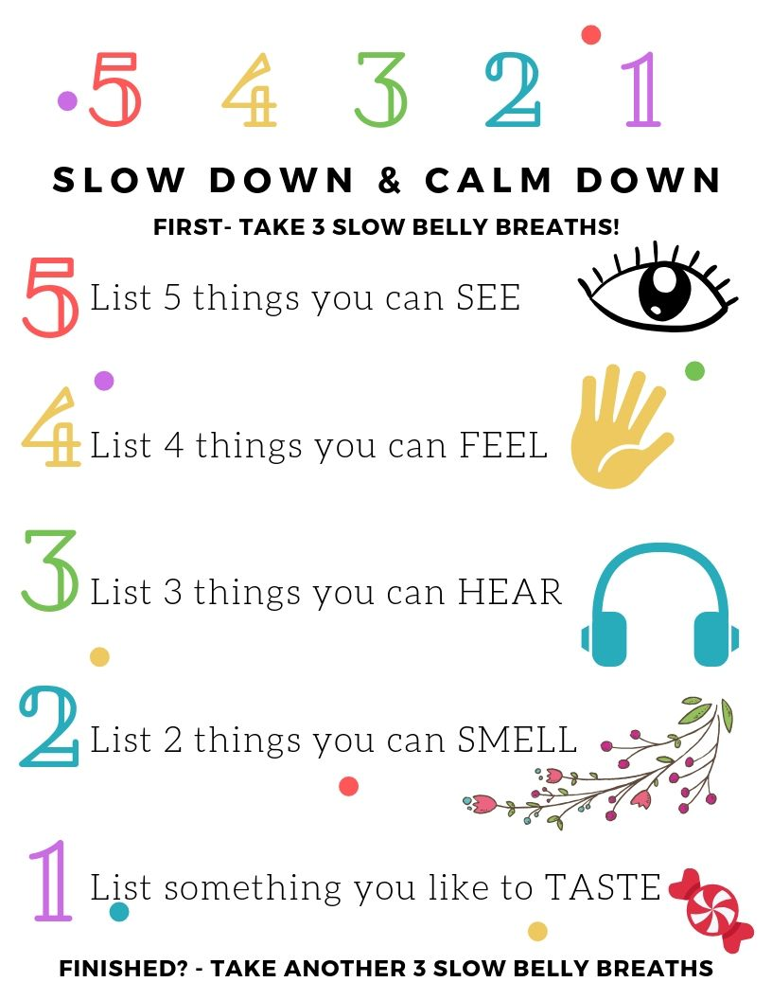 5 4 3 2 1
SLOW DOWN & CALM DOWN
FIRST- TAKE 3 SLOW BELLY BREATHS!
5 List 5 things you can SEE
4 List 4 things you can FEEL
3 List 3 things you can HEAR
2 List 2 things you can SMELL
1 List something you like to TASTE
FINISHED? - TAKE ANOTHER 3 SLOW BELLY BREATHS